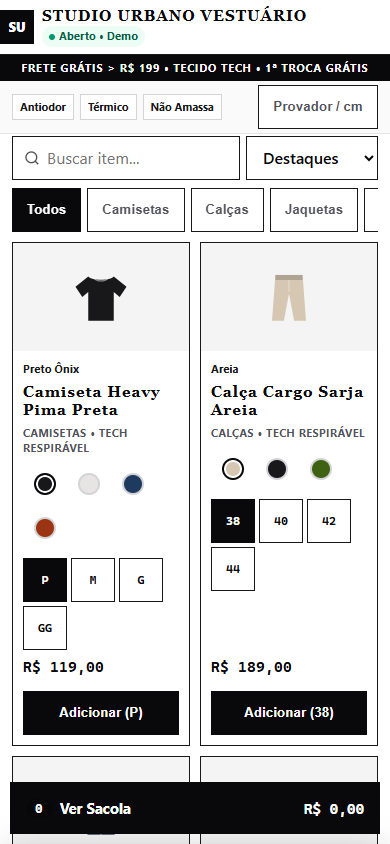 SU
STUDIO URBANO VESTUÁRIO
Aberto • Demo
FRETE GRÁTIS > R$ 199 • TECIDO TECH • 1ª TROCA GRÁTIS
Antiodor
Térmico
Não Amassa
Provador / cm
Buscar item...
Destaques
Todos
Camisetas
Calças
Jaquetas
Preto Ônix
Camiseta Heavy
Pima Preta
CAMISETAS • TECH
RESPIRÁVEL
P
M
G
GG
R$ 119,00
Adicionar (P)
Areia
Calça Cargo Sarja
Areia
CALÇAS • TECH RESPIRÁVEL
38
40
42
44
R$ 189,00
Adicionar (38)
0
Ver Sacola
R$ 0,00